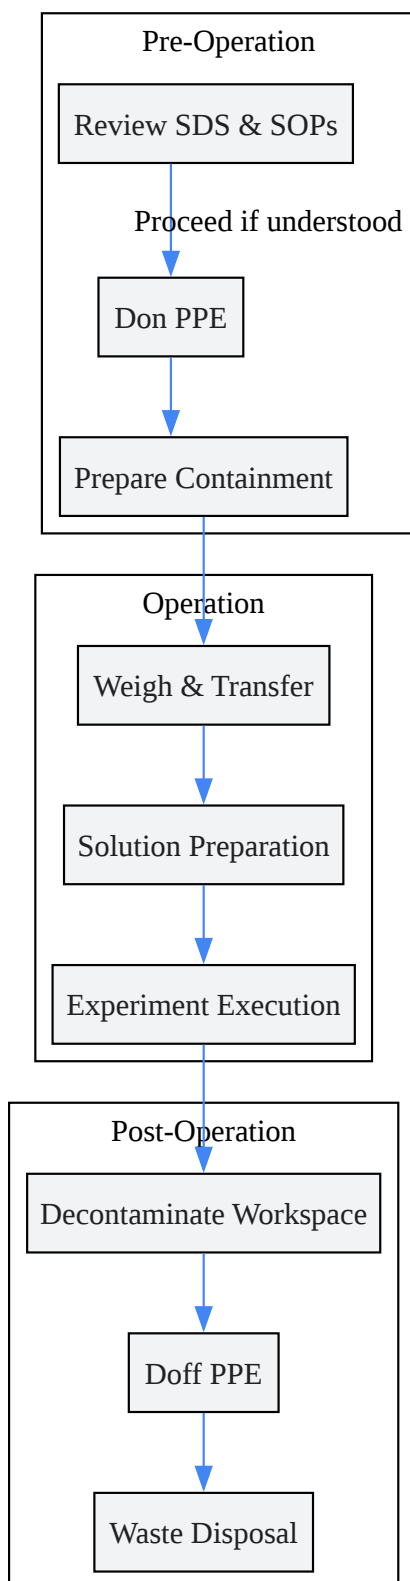 Pre-Operation
Review SDS & SOPs
Proceed if understood
Don PPE
Prepare Containment
Operation
Weigh & Transfer
Solution Preparation
Experiment Execution
Post-Operation
Decontaminate Workspace
Doff PPE
Waste Disposal